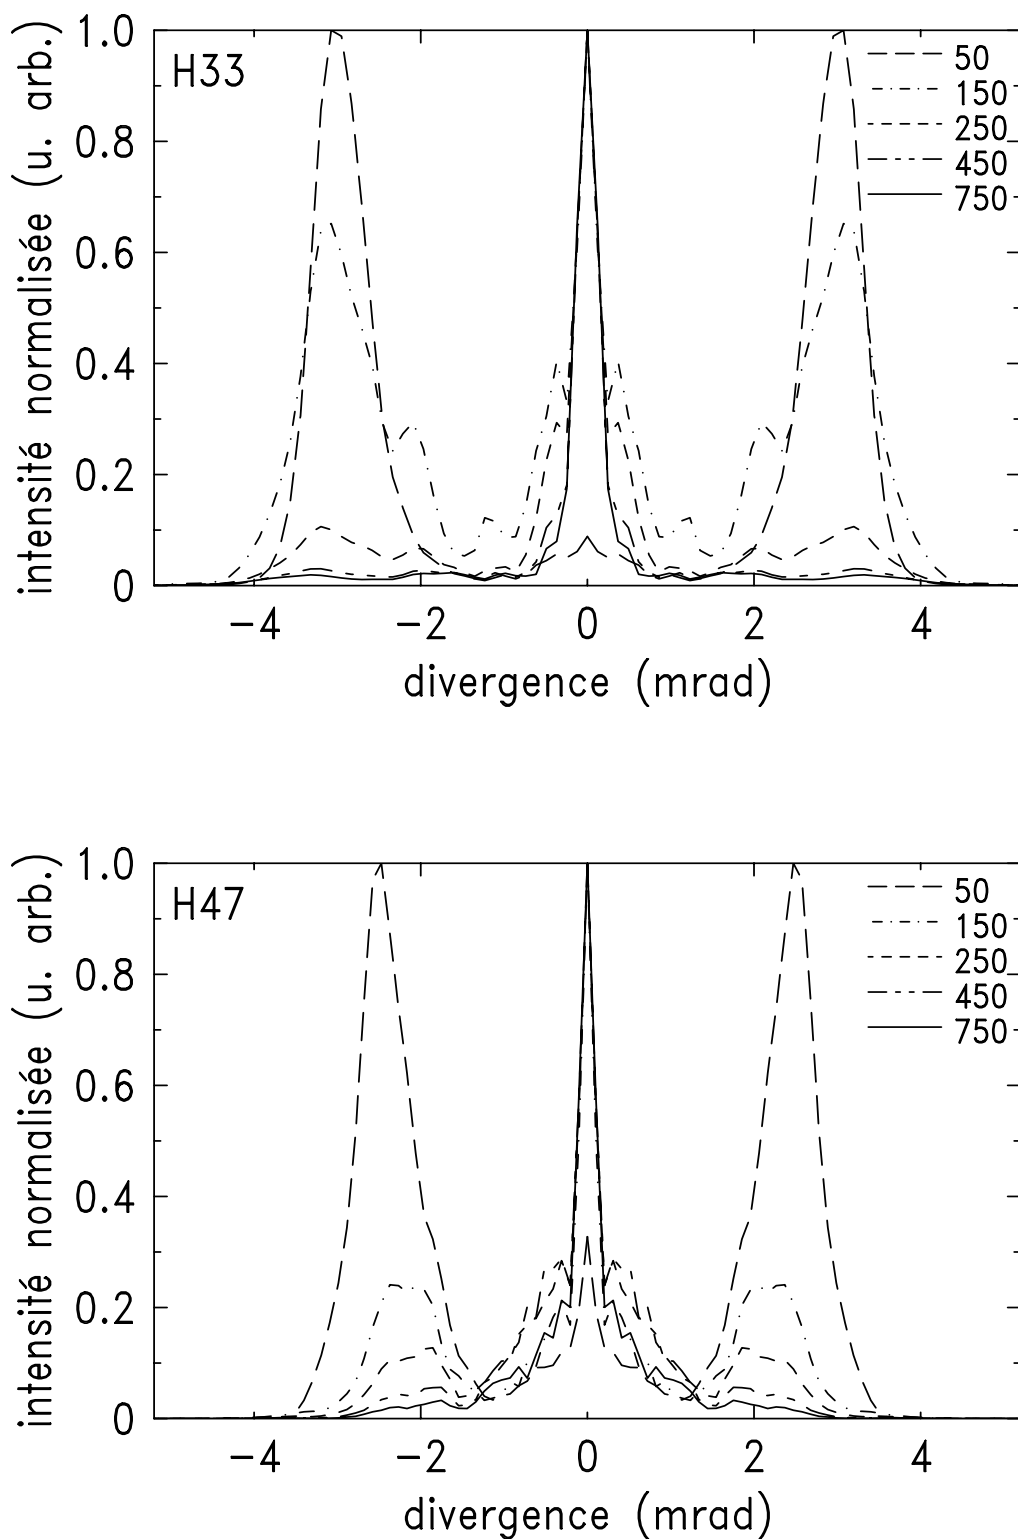 intensité normalisée (u. arb.)
1.0
0.8
0.6
0.4
0.2
0
H33
50
150
250
450
750
−4 −2 0 2 4
divergence (mrad)
intensité normalisée (u. arb.)
1.0
0.8
0.6
0.4
0.2
0
H47
50
150
250
450
750
−4 −2 0 2 4
divergence (mrad)